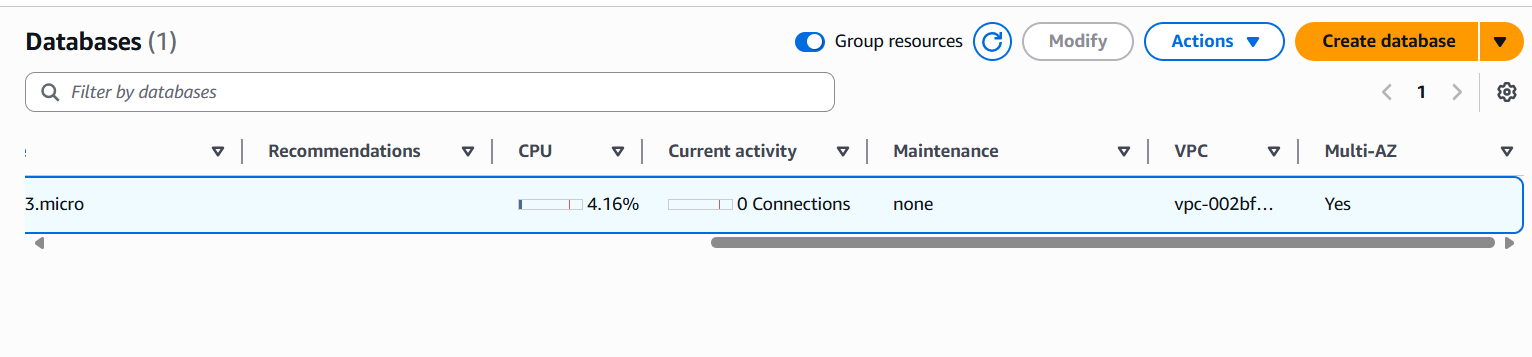 Databases (1)
Group resources
Modify
Actions
Create database
Filter by databases
1
Recommendations CPU Current activity Maintenance VPC Multi-AZ
3.micro 4.16% 0 Connections none vpc-002bf... Yes